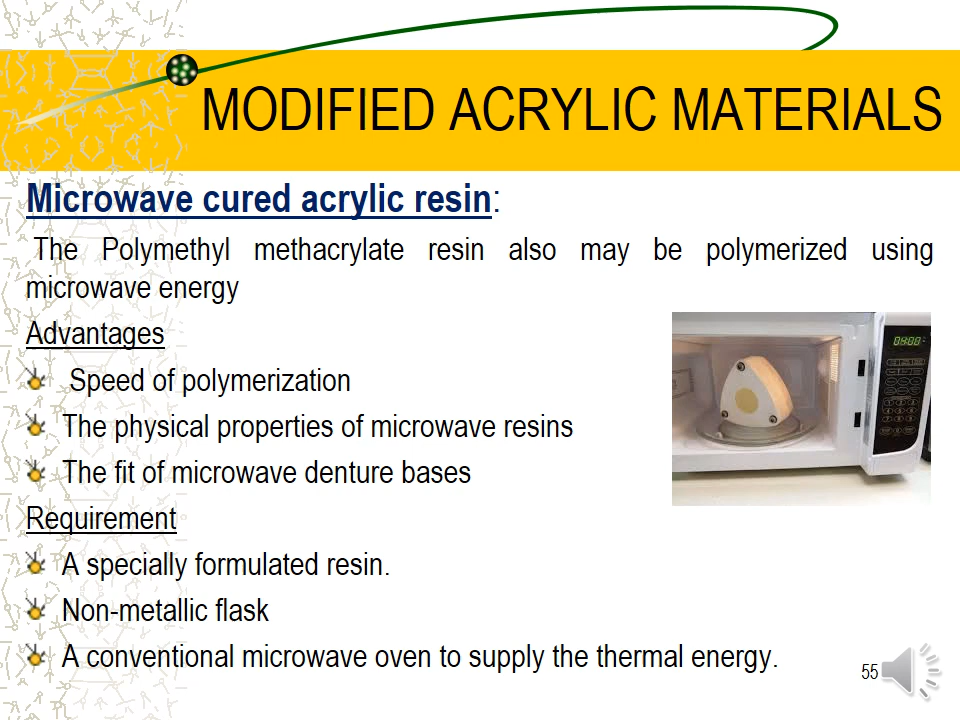 MODIFIED ACRYLIC MATERIALS
Microwave cured acrylic resin:
The Polymethyl methacrylate resin also may be polymerized using
microwave energy
Advantages
Speed of polymerization
The physical properties of microwave resins
The fit of microwave denture bases
Requirement
A specially formulated resin.
Non-metallic flask
A conventional microwave oven to supply the thermal energy.
55